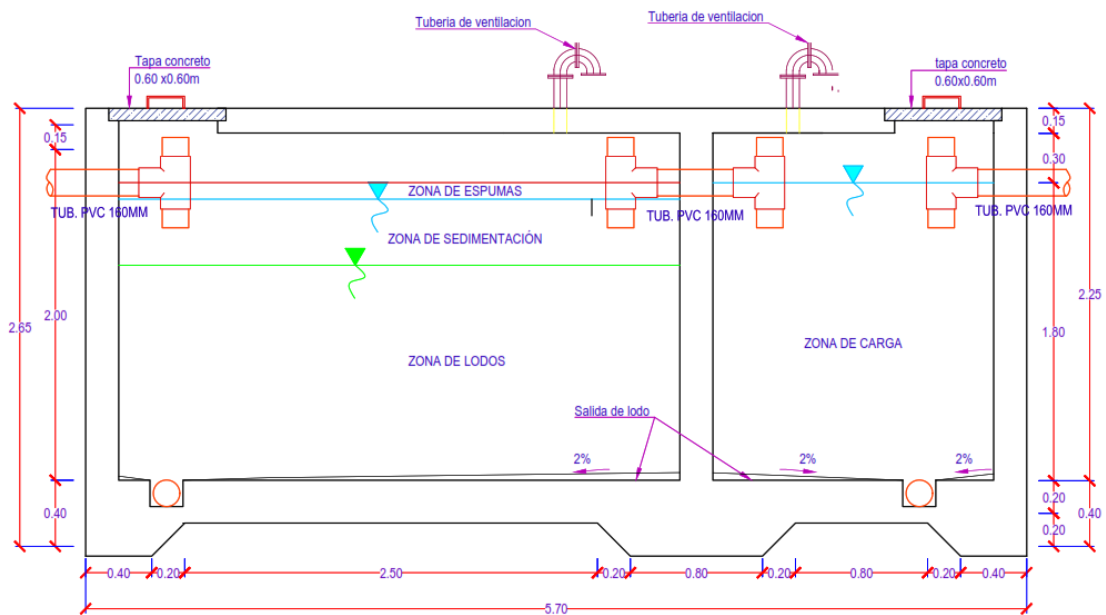 Tuberia de ventilacion
Tuberia de ventilacion
Tapa concreto
0.60 x0.60m
tapa concreto
0.60x0.60m
0.15
0.15
0.30
ZONA DE ESPUMAS
TUB. PVC 160MM
TUB. PVC 160MM
TUB. PVC 160MM
ZONA DE SEDIMENTACIÓN
2.65
2.00
2.25
1.80
ZONA DE LODOS
ZONA DE CARGA
Salida de lodo
2%
2%
2%
0.40
0.20
0.20
0.40
0.40
0.20
2.50
0.20
0.80
0.20
0.80
0.20
0.40
5.70